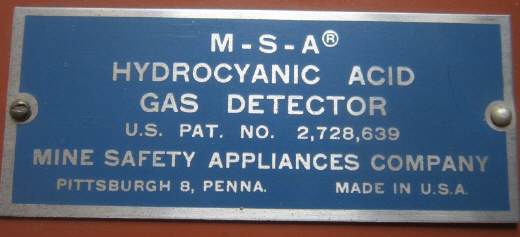 M-S-A®
HYDROCYANIC ACID
GAS DETECTOR
U.S. PAT. NO. 2,728,639
MINE SAFETY APPLIANCES COMPANY
PITTSBURGH 8, PENNA. MADE IN U.S.A.